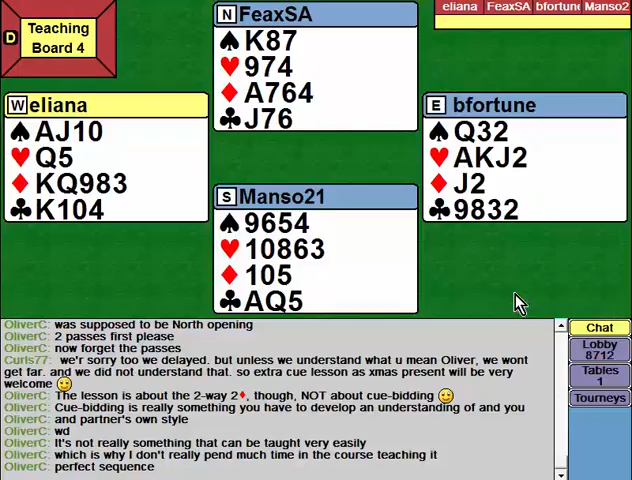 eliana FeaxSA bfortune Manso2
D Teaching
Board 4
N FeaxSA
♠ K87
♥ 974
♦ A764
♣ J76
W eliana
♠ AJ10
♥ Q5
♦ KQ983
♣ K104
E bfortune
♠ Q32
♥ AKJ2
♦ J2
♣ 9832
S Manso21
♠ 9654
♥ 10863
♦ 105
♣ AQ5
OliverC: was supposed to be North opening
OliverC: 2 passes first please
OliverC: now forget the passes
Curls77: we'r sorry too we delayed. but unless we understand what u mean Oliver, we wont
get far. and we did not understand that. so extra cue lesson as xmas present will be very
welcome
OliverC: The lesson is about the 2-way 2♦, though, NOT about cue-bidding
OliverC: Cue-bidding is really something you have to develop an understanding of and you
OliverC: and partner's own style
OliverC: wd
OliverC: It's not really something that can be taught very easily
OliverC: which is why I don't really pend much time in the course teaching it
OliverC: perfect sequence
Chat
Lobby
8712
Tables
1
Tourneys